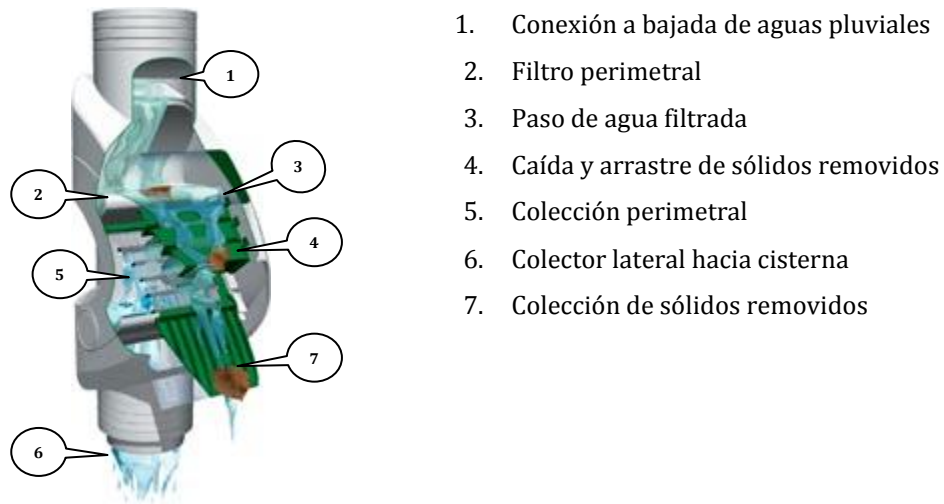 1. Conexión a bajada de aguas pluviales
2. Filtro perimetral
3. Paso de agua filtrada
4. Caída y arrastre de sólidos removidos
5. Colección perimetral
6. Colector lateral hacia cisterna
7. Colección de sólidos removidos
1
2
3
4
5
6
7